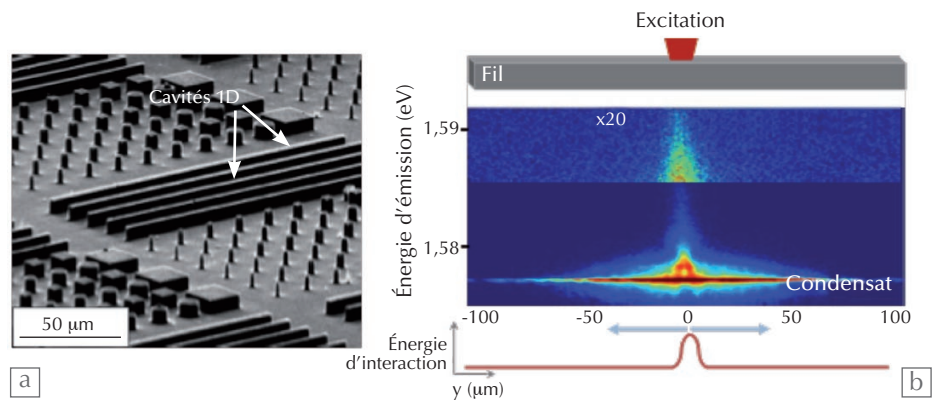 Cavités 1D
50 µm
a
Excitation
Fil
x20
Énergie d'émission (eV)
1,59
1,58
Condensat
-100
-50
0
50
100
Énergie
d'interaction
y (µm)
b